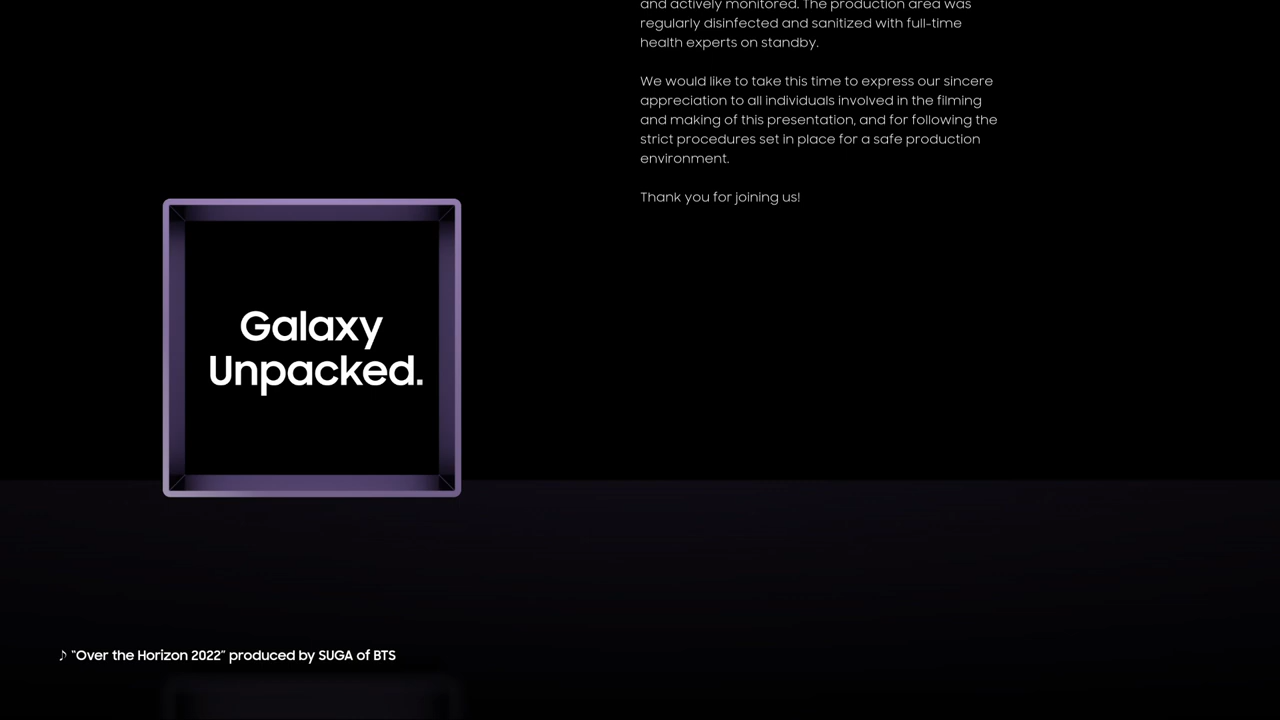 and actively monitored. The production area was
regularly disinfected and sanitized with full-time
health experts on standby.
We would like to take this time to express our sincere
appreciation to all individuals involved in the filming
and making of this presentation, and for following the
strict procedures set in place for a safe production
environment.
Thank you for joining us!
Galaxy
Unpacked.
♪ "Over the Horizon 2022" produced by SUGA of BTS